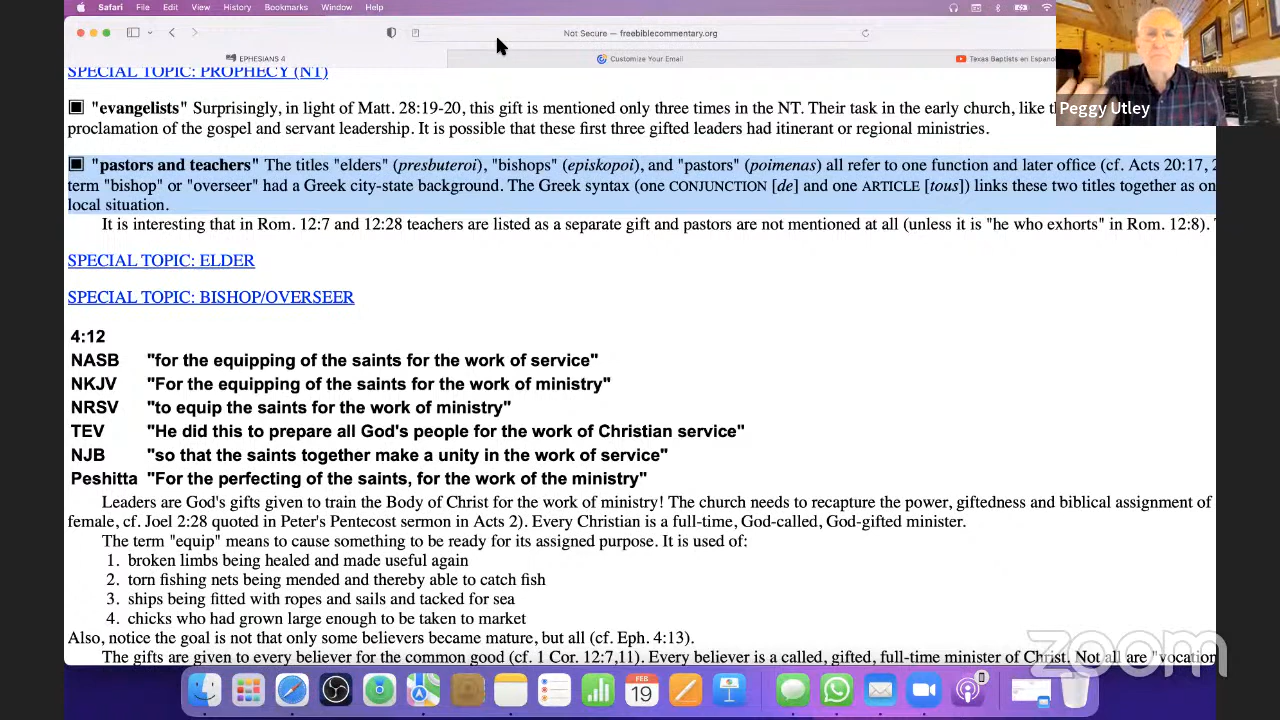 Safari File Edit View History Bookmarks Window Help
Not Secure — freebiblecommentary.org
EPHESIANS 4
Customize Your Email
Texas Baptists en Espanol
Peggy Utley
SPECIAL TOPIC: PROPHECY (NT)
"evangelists" Surprisingly, in light of Matt. 28:19-20, this gift is mentioned only three times in the NT. Their task in the early church, like
proclamation of the gospel and servant leadership. It is possible that these first three gifted leaders had itinerant or regional ministries.
"pastors and teachers" The titles "elders" (presbuteroi), "bishops" (episkopoi), and "pastors" (poimenas) all refer to one function and later office (cf. Acts 20:17,
term "bishop" or "overseer" had a Greek city-state background. The Greek syntax (one CONJUNCTION [de] and one ARTICLE [tous]) links these two titles together as on
local situation.
It is interesting that in Rom. 12:7 and 12:28 teachers are listed as a separate gift and pastors are not mentioned at all (unless it is "he who exhorts" in Rom. 12:8).
SPECIAL TOPIC: ELDER
SPECIAL TOPIC: BISHOP/OVERSEER
4:12
NASB "for the equipping of the saints for the work of service"
NKJV "For the equipping of the saints for the work of ministry"
NRSV "to equip the saints for the work of ministry"
TEV "He did this to prepare all God's people for the work of Christian service"
NJB "so that the saints together make a unity in the work of service"
Peshitta "For the perfecting of the saints, for the work of the ministry"
Leaders are God's gifts given to train the Body of Christ for the work of ministry! The church needs to recapture the power, giftedness and biblical assignment of
female, cf. Joel 2:28 quoted in Peter's Pentecost sermon in Acts 2). Every Christian is a full-time, God-called, God-gifted minister.
The term "equip" means to cause something to be ready for its assigned purpose. It is used of:
1. broken limbs being healed and made useful again
2. torn fishing nets being mended and thereby able to catch fish
3. ships being fitted with ropes and sails and tacked for sea
4. chicks who had grown large enough to be taken to market
Also, notice the goal is not that only some believers became mature, but all (cf. Eph. 4:13).
The gifts are given to every believer for the common good (cf. 1 Cor. 12:7,11). Every believer is a called, gifted, full-time minister of Christ. Not all are "vocation
zoom
FEB
19